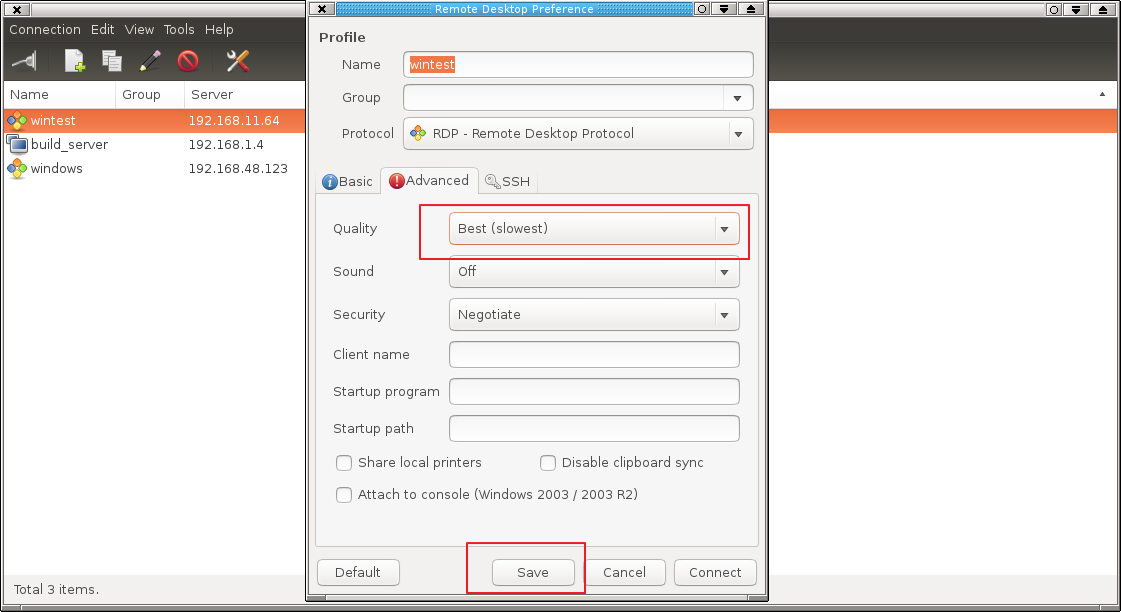 Remote Desktop Preference
Connection Edit View Tools Help
Name Group Server
wintest 192.168.11.64
build_server 192.168.1.4
windows 192.168.48.123
Total 3 items.
Profile
Name wintest
Group
Protocol RDP - Remote Desktop Protocol
Basic Advanced SSH
Quality Best (slowest)
Sound Off
Security Negotiate
Client name
Startup program
Startup path
Share local printers Disable clipboard sync
Attach to console (Windows 2003 / 2003 R2)
Default Save Cancel Connect